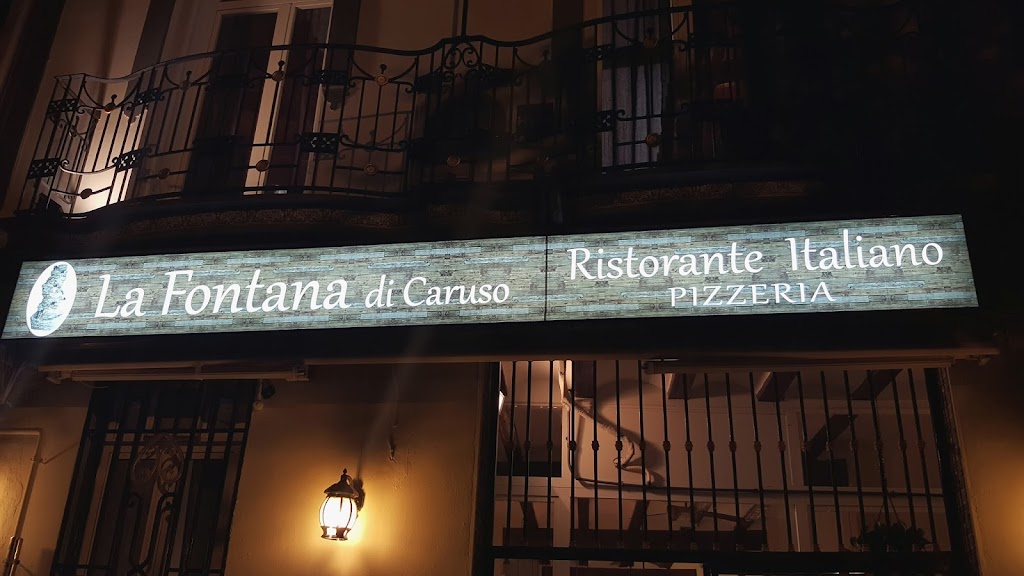 La Fontana di Caruso
Ristorante Italiano
PIZZERIA